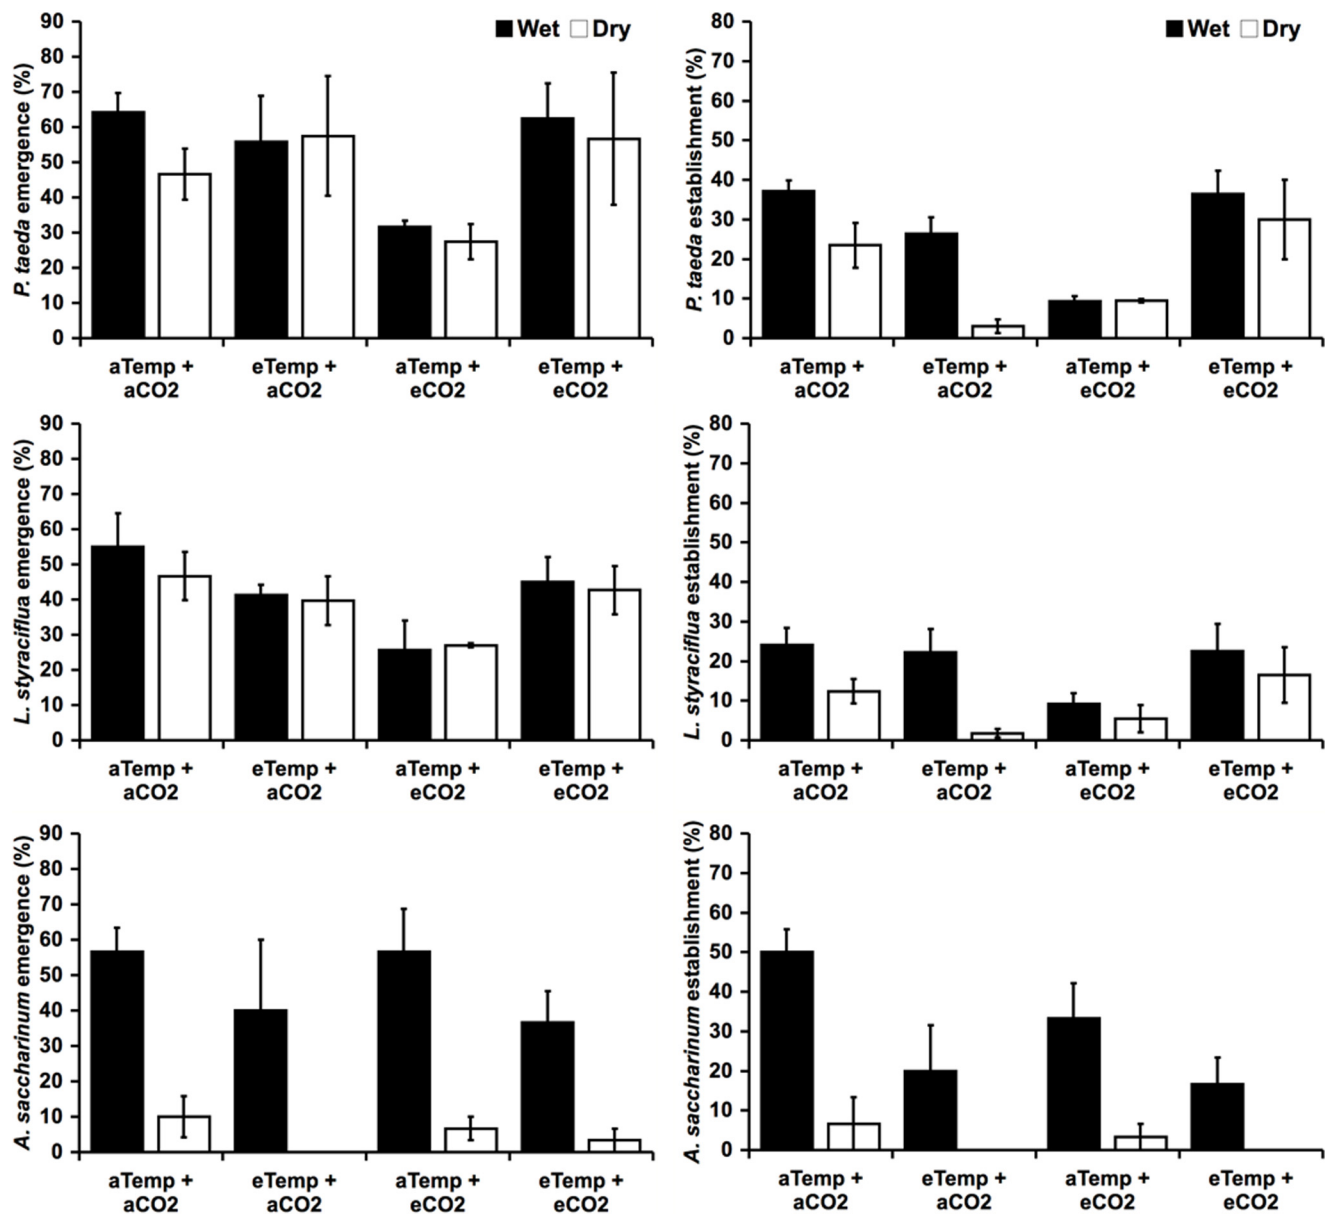 P. taeda emergence (%)
90
80
70
60
50
40
30
20
10
0
Wet Dry
aTemp + eTemp + aTemp + eTemp +
aCO2 aCO2 eCO2 eCO2
P. taeda establishment (%)
80
70
60
50
40
30
20
10
0
Wet Dry
aTemp + eTemp + aTemp + eTemp +
aCO2 aCO2 eCO2 eCO2
L. styraciflua emergence (%)
90
80
70
60
50
40
30
20
10
0
aTemp + eTemp + aTemp + eTemp +
aCO2 aCO2 eCO2 eCO2
L. styraciflua establishment (%)
80
70
60
50
40
30
20
10
0
aTemp + eTemp + aTemp + eTemp +
aCO2 aCO2 eCO2 eCO2
A. saccharinum emergence (%)
90
80
70
60
50
40
30
20
10
0
aTemp + eTemp + aTemp + eTemp +
aCO2 aCO2 eCO2 eCO2
A. saccharinum establishment (%)
80
70
60
50
40
30
20
10
0
aTemp + eTemp + aTemp + eTemp +
aCO2 aCO2 eCO2 eCO2